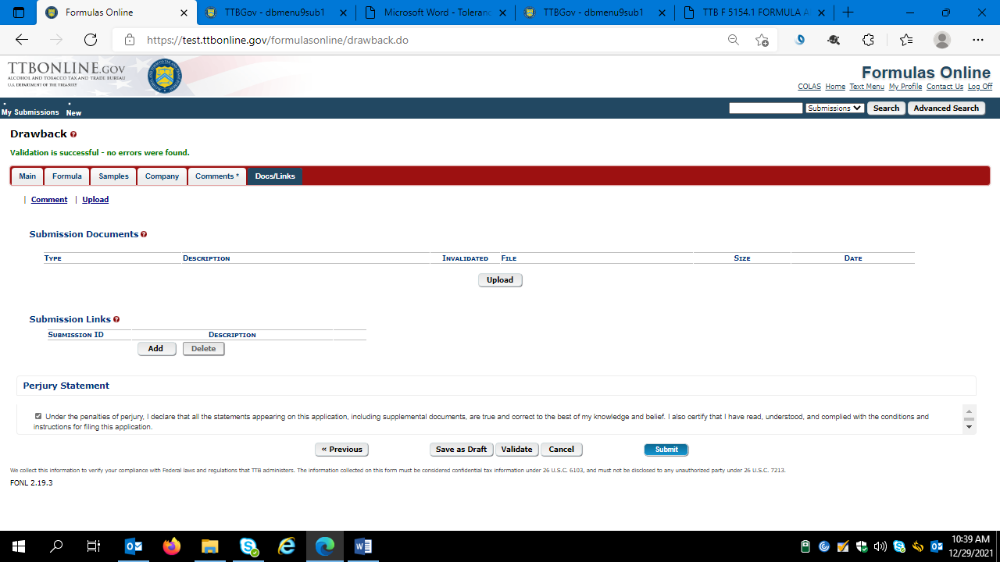 Formulas Online
TTBGov - dbmenu9sub1
Microsoft Word - Toleran
TTBGov - dbmenu9sub1
TTB F 5154.1 FORMULA A
https://test.ttbonline.gov/formulasonline/drawback.do
TTBONLINE.GOV
ALCOHOL AND TOBACCO TAX AND TRADE BUREAU
U.S. DEPARTMENT OF THE TREASURY
Formulas Online
COLAS Home Text Menu My Profile Contact Us Log Off
My Submissions New
Submissions Search Advanced Search
Drawback
Validation is successful - no errors were found.
Main Formula Samples Company Comments * Docs/Links
| Comment | Upload
Submission Documents
TYPE DESCRIPTION INVALIDATED FILE SIZE DATE
Upload
Submission Links
SUBMISSION ID DESCRIPTION
Add Delete
Perjury Statement
Under the penalties of perjury, I declare that all the statements appearing on this application, including supplemental documents, are true and correct to the best of my knowledge and belief. I also certify that I have read, understood, and complied with the conditions and
instructions for filing this application.
« Previous Save as Draft Validate Cancel Submit
We collect this information to verify your compliance with Federal laws and regulations that TTB administers. The information collected on this form must be considered confidential tax information under 26 U.S.C. 6103, and must not be disclosed to any unauthorized party under 26 U.S.C. 7213.
FONL 2.19.3
10:39 AM
12/29/2021